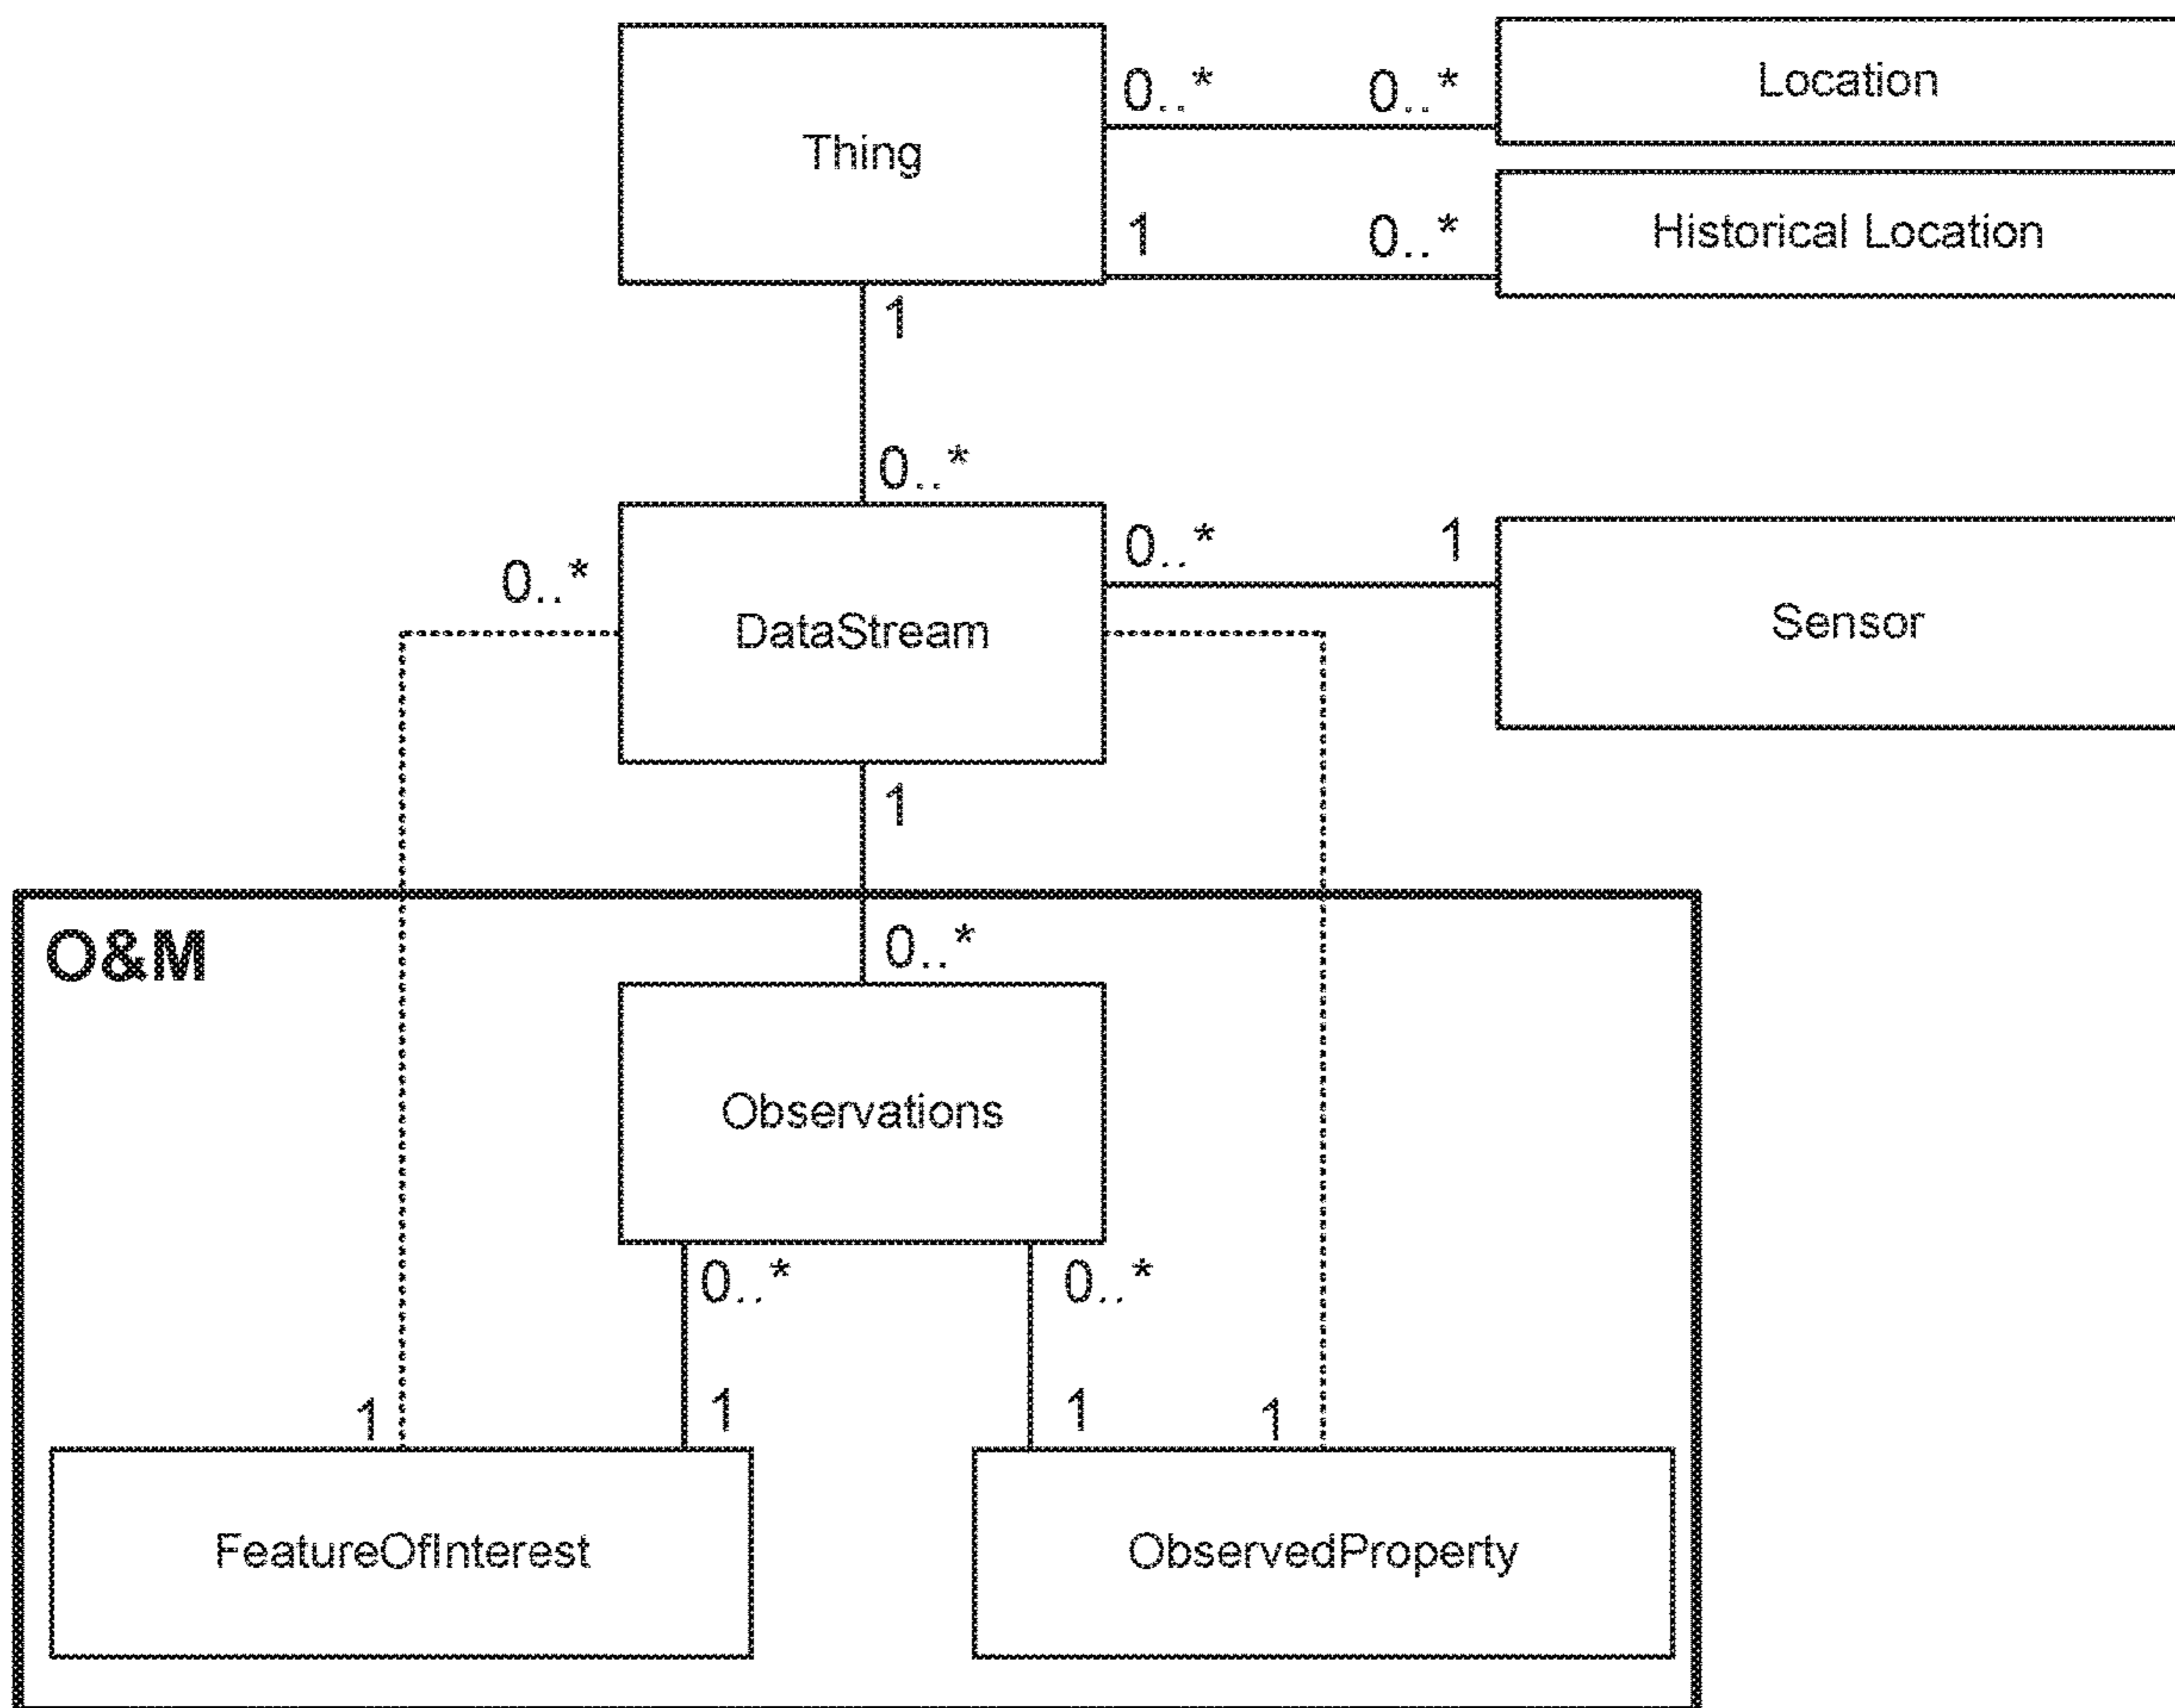 Thing
0..* 0..*
Location
1 0..*
Historical Location
1
0..*
0..*
DataStream
0..* 1
Sensor
1
O&M
0..*
Observations
0..* 0..*
1 1 1 1
FeatureOfInterest
ObservedProperty